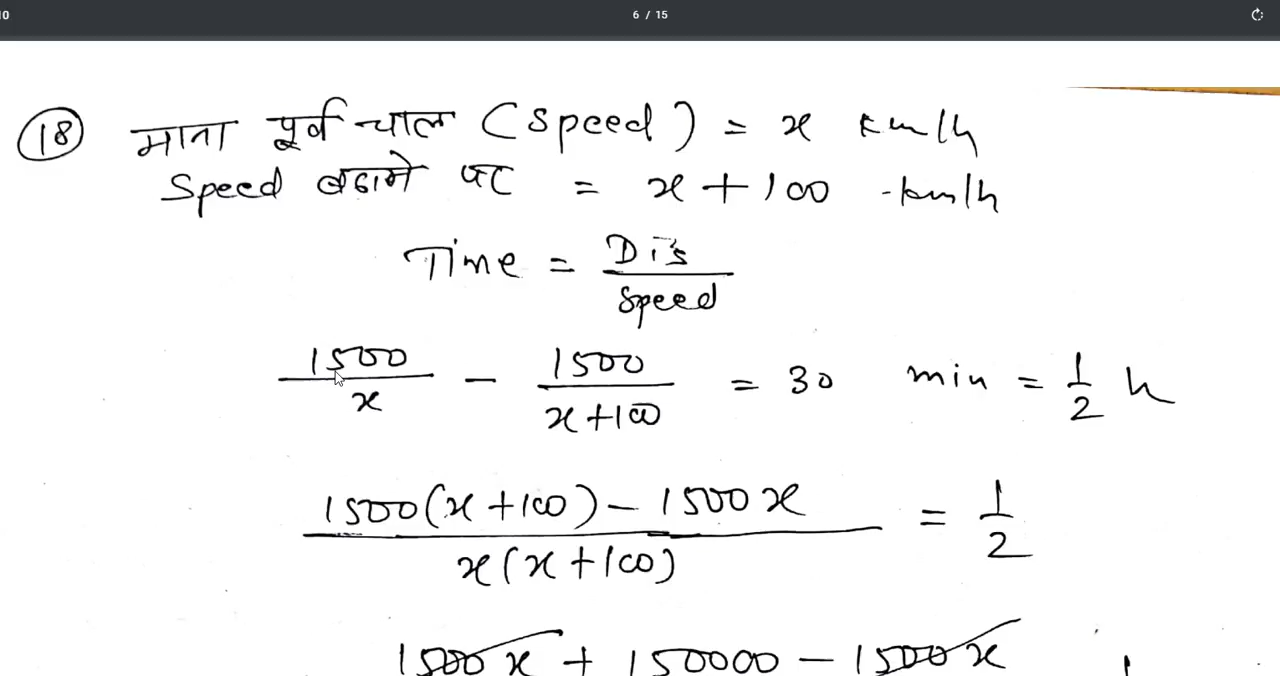 6 / 15
(18) माना पूर्व चाल (speed) = x km/h
Speed बढाने पर = x + 100 km/h
Time = Dis / speed
1500/x - 1500/(x+100) = 30 min = 1/2 h
(1500(x+100) - 1500x) / (x(x+100)) = 1/2
1500x + 150000 - 1500x